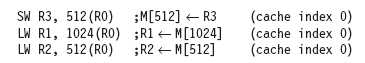 SW R3, 512(R0) ;M[512] ← R3 (cache index 0)
LW R1, 1024(R0) ;R1 ← M[1024] (cache index 0)
LW R2, 512(R0) ;R2 ← M[512] (cache index 0)